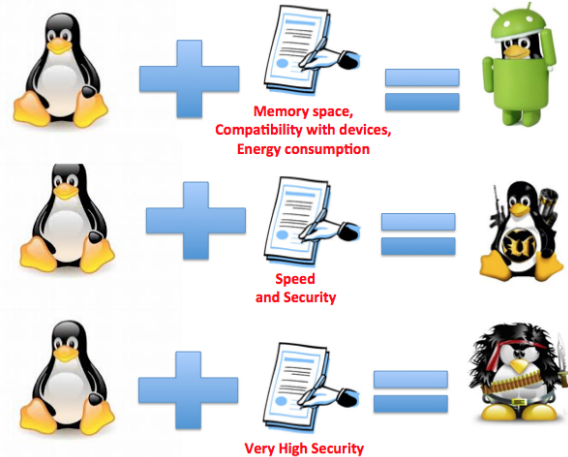 Memory space,
Compatibility with devices,
Energy consumption
Speed
and Security
Very High Security